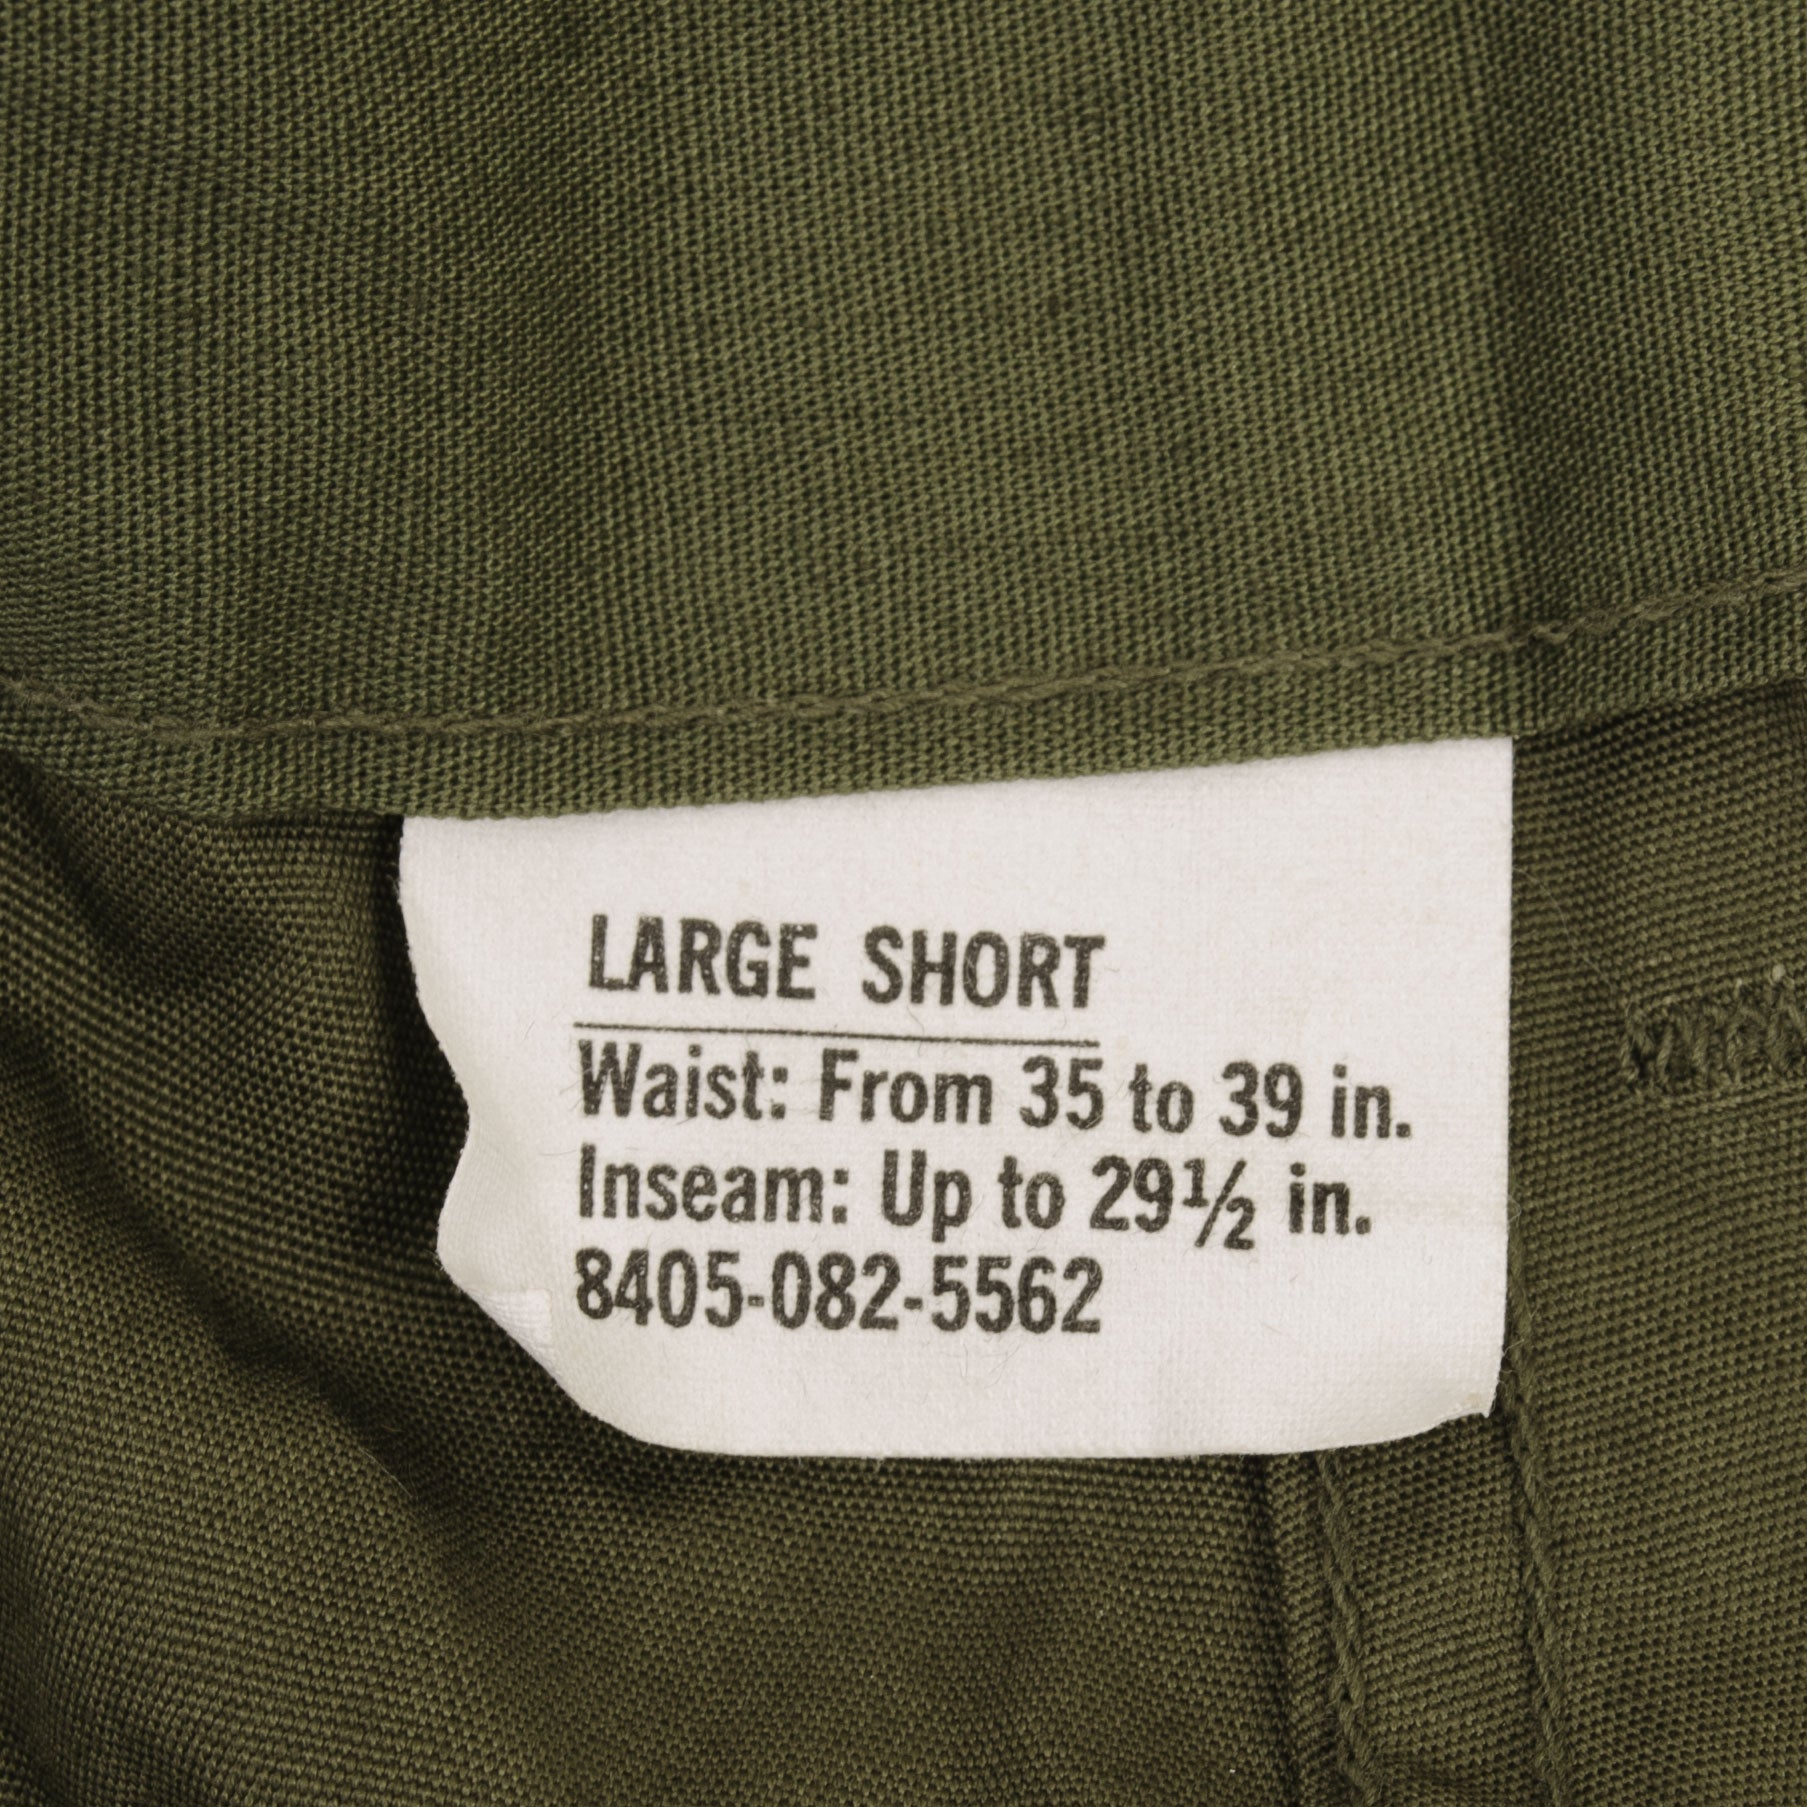 LARGE SHORT
Waist: From 35 to 39 in.
Inseam: Up to 29½ in.
8405-082-5562